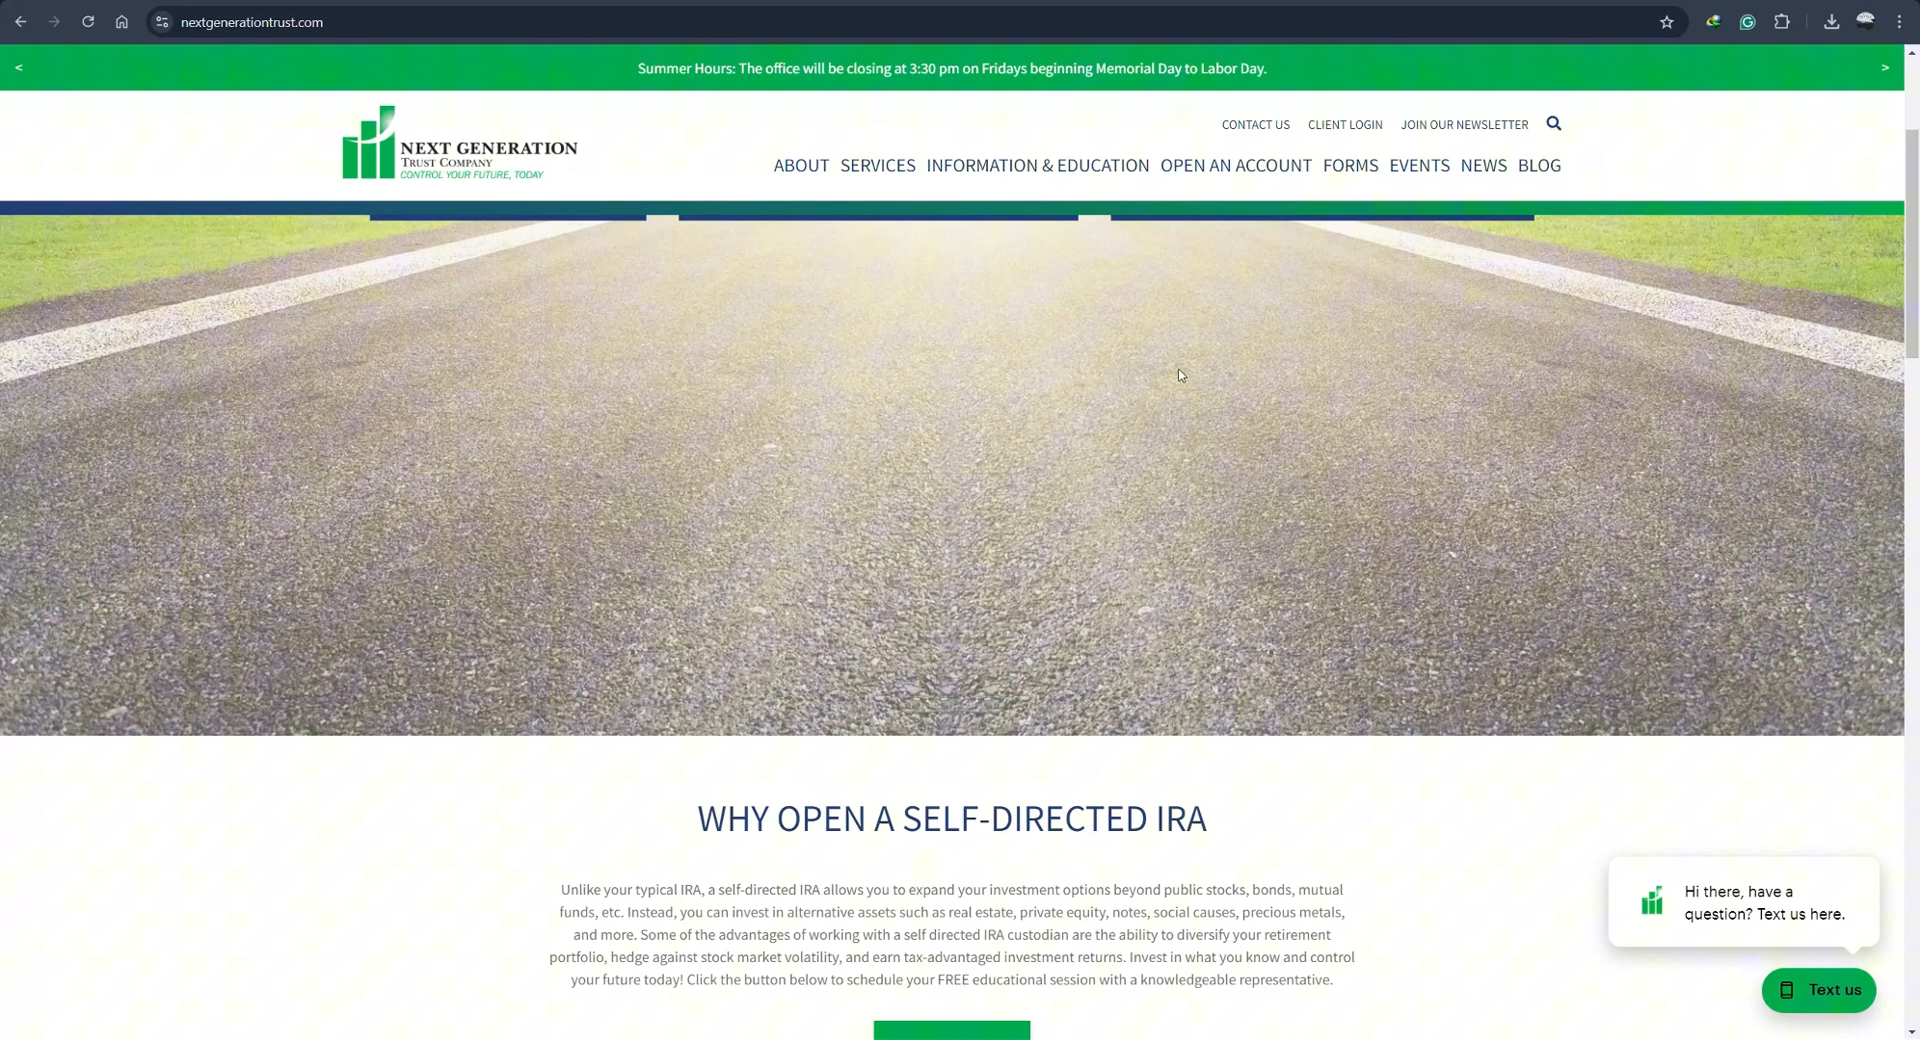 nextgenerationtrust.com
<
Summer Hours: The office will be closing at 3:30 pm on Fridays beginning Memorial Day to Labor Day.
>
NEXT GENERATION
TRUST COMPANY
CONTROL YOUR FUTURE, TODAY
CONTACT US
CLIENT LOGIN
JOIN OUR NEWSLETTER
ABOUT
SERVICES
INFORMATION & EDUCATION
OPEN AN ACCOUNT
FORMS
EVENTS
NEWS
BLOG
WHY OPEN A SELF-DIRECTED IRA
Unlike your typical IRA, a self-directed IRA allows you to expand your investment options beyond public stocks, bonds, mutual
funds, etc. Instead, you can invest in alternative assets such as real estate, private equity, notes, social causes, precious metals,
and more. Some of the advantages of working with a self directed IRA custodian are the ability to diversify your retirement
portfolio, hedge against stock market volatility, and earn tax-advantaged investment returns. Invest in what you know and control
your future today! Click the button below to schedule your FREE educational session with a knowledgeable representative.
Hi there, have a
question? Text us here.
Text us